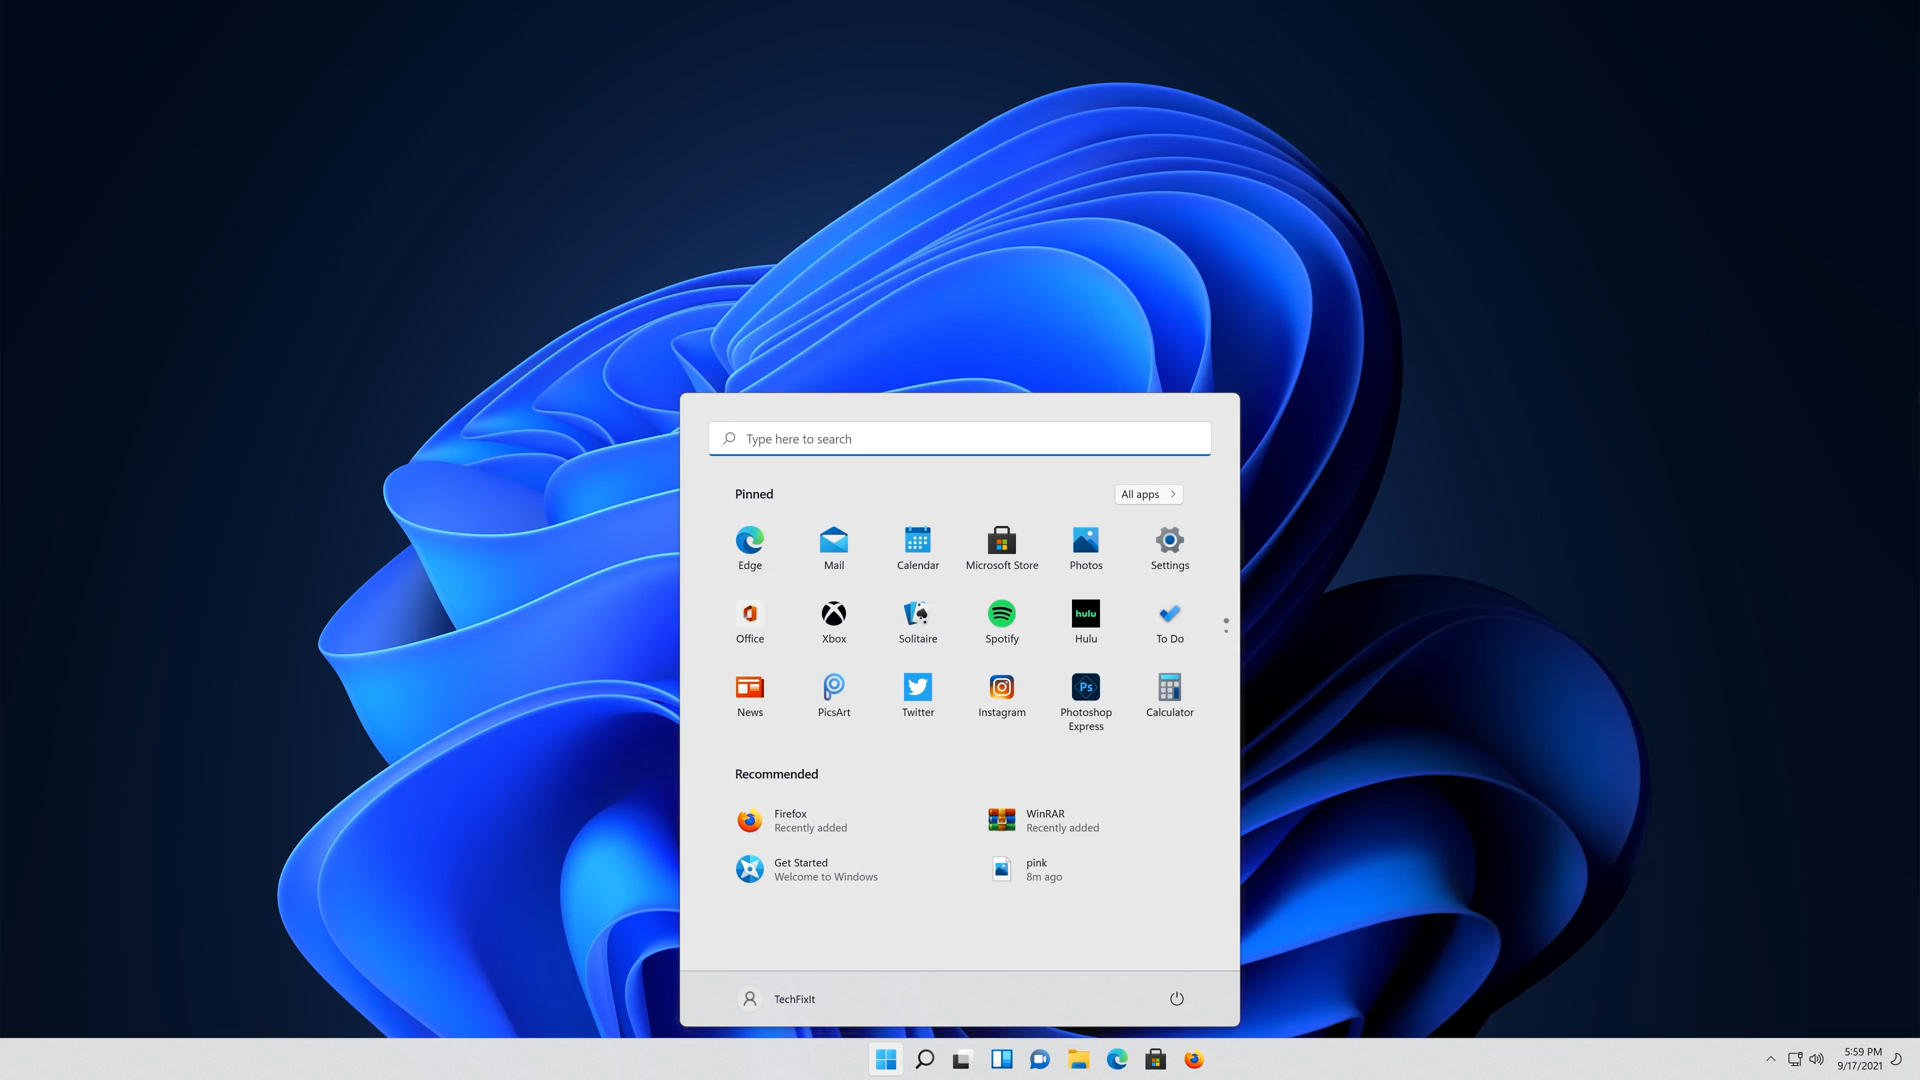 Type here to search
Pinned
All apps
Edge
Mail
Calendar
Microsoft Store
Photos
Settings
hulu
Office
Xbox
Solitaire
Spotify
Hulu
To Do
Ps
News
PicsArt
Twitter
Instagram
Photoshop
Express
Calculator
Recommended
Firefox
Recently added
WinRAR
Recently added
Get Started
Welcome to Windows
pink
8m ago
TechFixIt
5:59 PM
9/17/2021